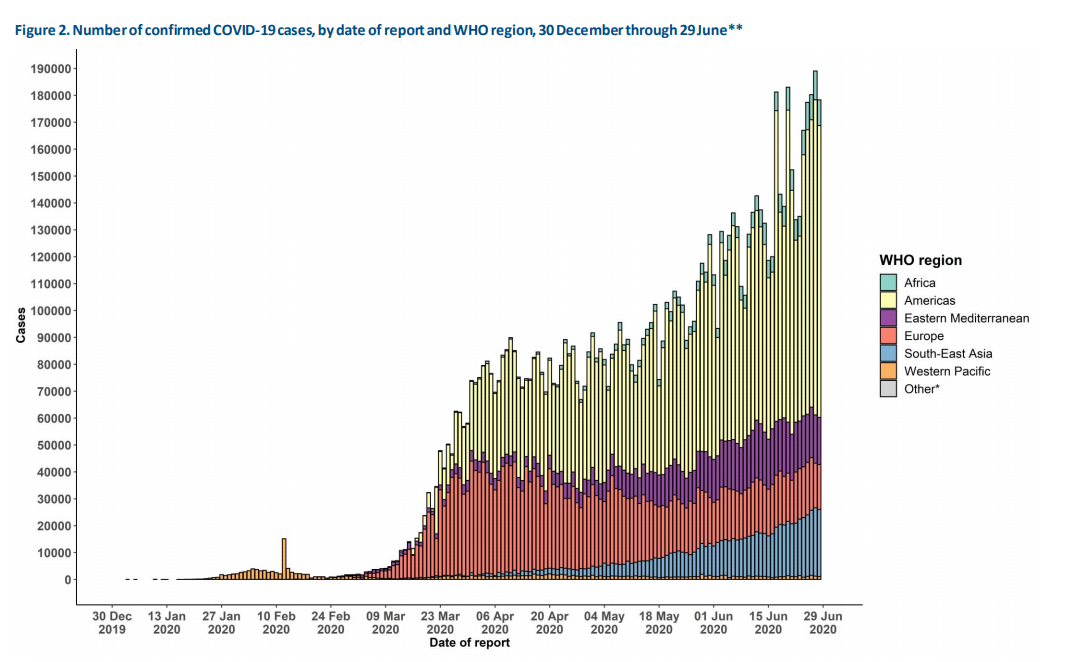 Figure 2. Number of confirmed COVID-19 cases, by date of report and WHO region, 30 December through 29 June**
190000
180000
170000
160000
150000
140000
130000
120000
110000
100000
90000
80000
70000
60000
50000
40000
30000
20000
10000
0
Cases
30 Dec 13 Jan 27 Jan 10 Feb 24 Feb 09 Mar 23 Mar 06 Apr 20 Apr 04 May 18 May 01 Jun 15 Jun 29 Jun
2019 2020 2020 2020 2020 2020 2020 2020 2020 2020 2020 2020 2020 2020
Date of report
WHO region
Africa
Americas
Eastern Mediterranean
Europe
South-East Asia
Western Pacific
Other*